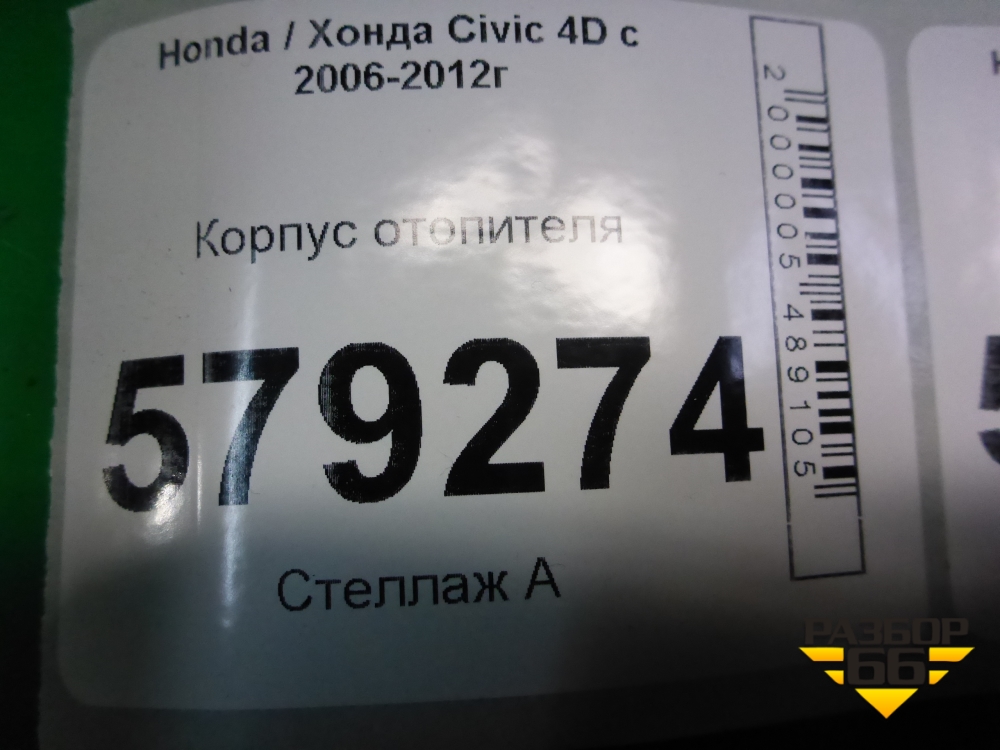 Honda / Хонда Civic 4D с
2006-2012г
Корпус отопителя
579274
Стеллаж А
2000005489105
РАЗБОР
66